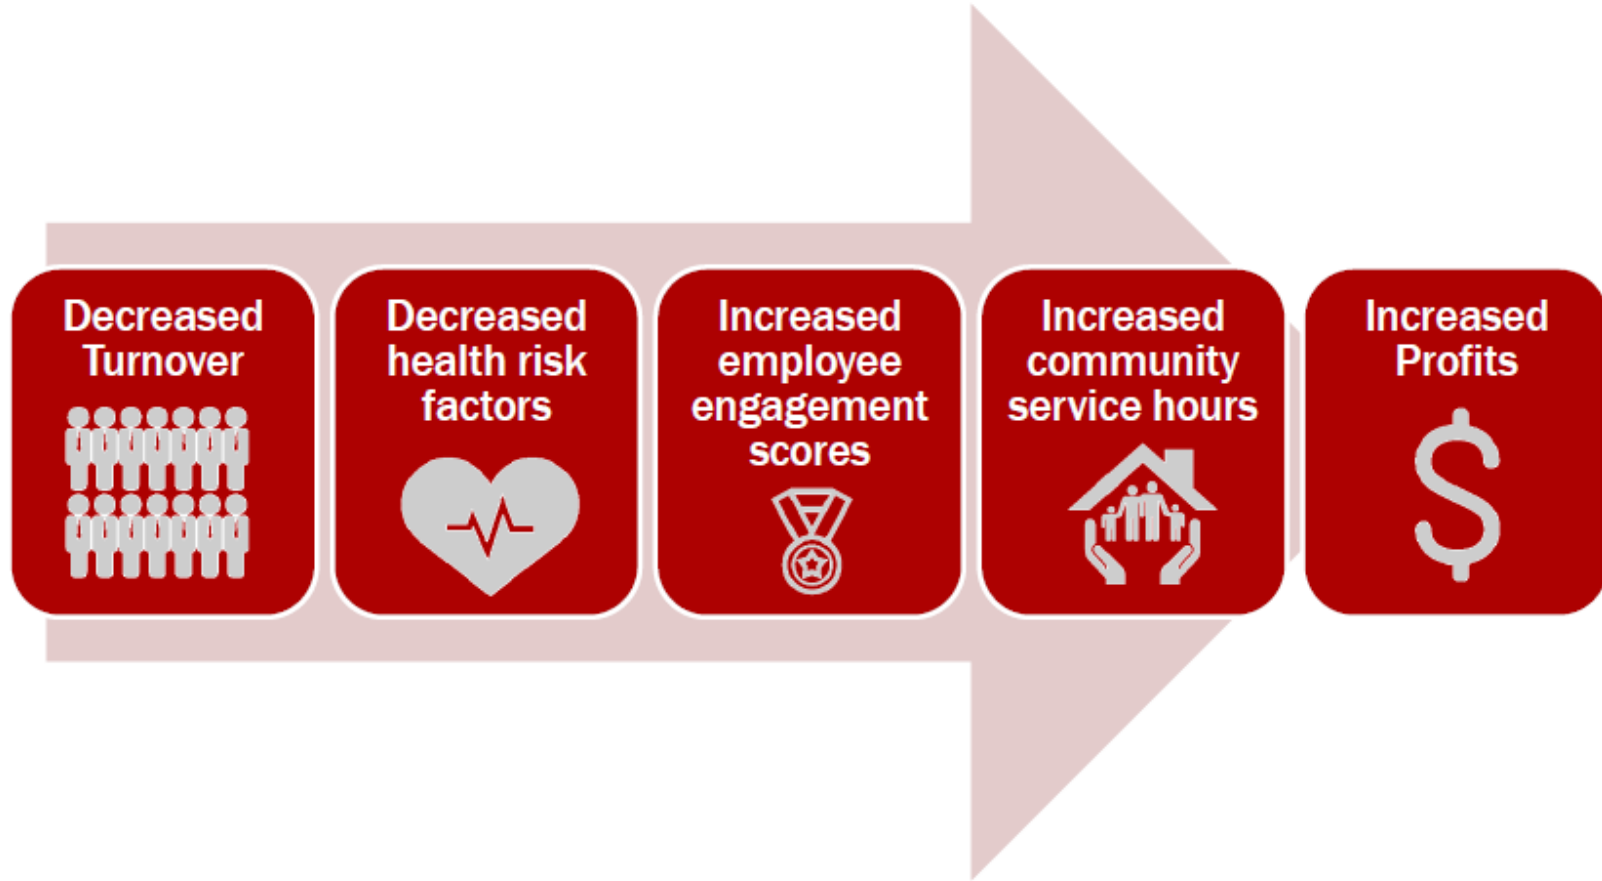 Decreased
Turnover
Decreased
health risk
factors
Increased
employee
engagement
scores
Increased
community
service hours
Increased
Profits
$